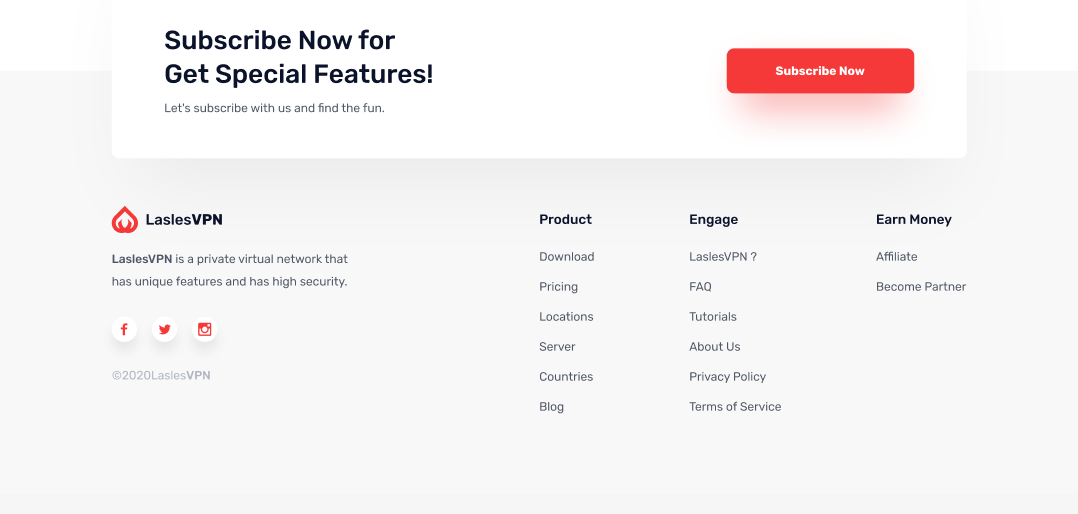 Subscribe Now for
Get Special Features!
Let's subscribe with us and find the fun.
Subscribe Now
LaslesVPN
LaslesVPN is a private virtual network that
has unique features and has high security.
©2020LaslesVPN
Product
Download
Pricing
Locations
Server
Countries
Blog
Engage
LaslesVPN ?
FAQ
Tutorials
About Us
Privacy Policy
Terms of Service
Earn Money
Affiliate
Become Partner